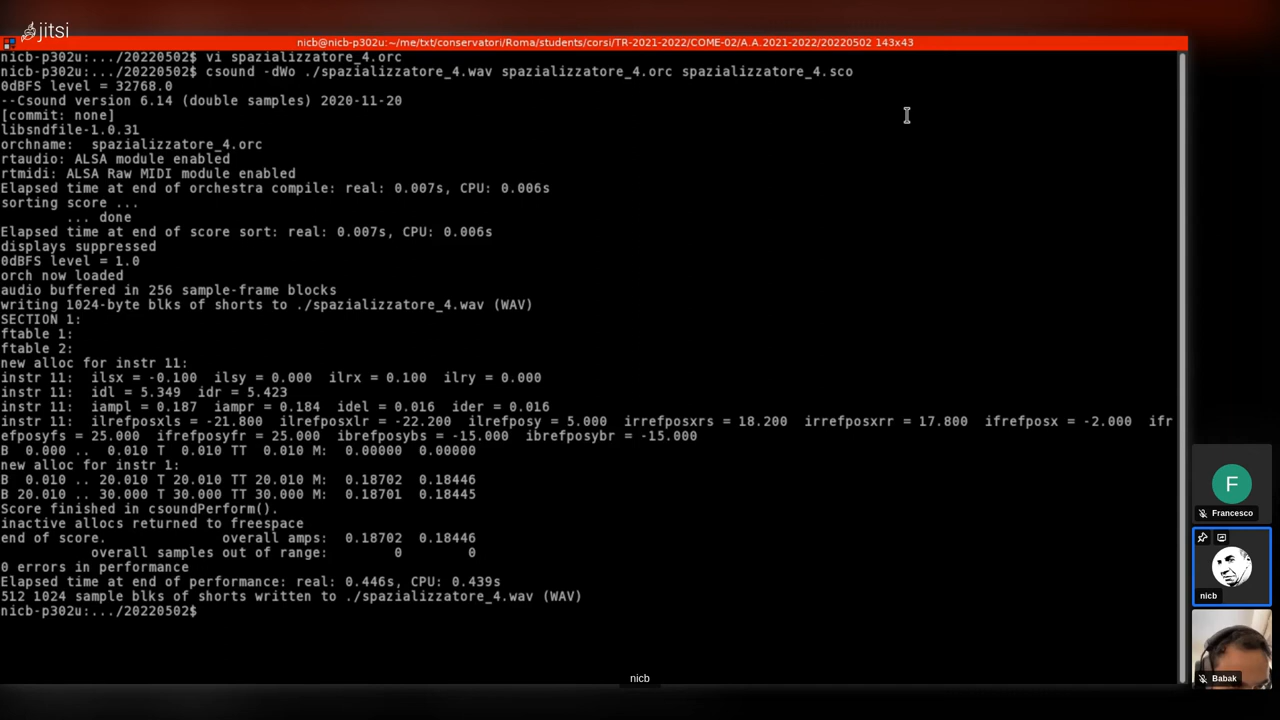 jitsi
nicb@nicb-p302u:~/me/txt/conservatori/Roma/students/corsi/TR-2021-2022/COME-02/A.A.2021-2022/20220502 143x43
nicb-p302u:.../20220502$ vi spazializzatore_4.orc
nicb-p302u:.../20220502$ csound -dWo ./spazializzatore_4.wav spazializzatore_4.orc spazializzatore_4.sco
0dBFS level = 32768.0
--Csound version 6.14 (double samples) 2020-11-20
[commit: none]
libsndfile-1.0.31
orchname:  spazializzatore_4.orc
rtaudio: ALSA module enabled
rtmidi: ALSA Raw MIDI module enabled
Elapsed time at end of orchestra compile: real: 0.007s, CPU: 0.006s
sorting score ...
        ... done
Elapsed time at end of score sort: real: 0.007s, CPU: 0.006s
displays suppressed
0dBFS level = 1.0
orch now loaded
audio buffered in 256 sample-frame blocks
writing 1024-byte blks of shorts to ./spazializzatore_4.wav (WAV)
SECTION 1:
ftable 1:
ftable 2:
new alloc for instr 11:
instr 11:  ilsx = -0.100  ilsy = 0.000  ilrx = 0.100  ilry = 0.000
instr 11:  idl = 5.349  idr = 5.423
instr 11:  iampl = 0.187  iampr = 0.184  idel = 0.016  ider = 0.016
instr 11:  ilrefposxls = -21.800  ilrefposxlr = -22.200  ilrefposy = 5.000  irrefposxrs = 18.200  irrefposxrr = 17.800  ifrefposx = -2.000  ifr
efposyfs = 25.000  ifrefposyfr = 25.000  ibrefposybs = -15.000  ibrefposybr = -15.000
B  0.000 ..  0.010 T  0.010 TT  0.010 M:  0.00000  0.00000
new alloc for instr 1:
B  0.010 .. 20.010 T 20.010 TT 20.010 M:  0.18702  0.18446
B 20.010 .. 30.000 T 30.000 TT 30.000 M:  0.18701  0.18445
Score finished in csoundPerform().
inactive allocs returned to freespace
end of score.              overall amps:  0.18702  0.18446
           overall samples out of range:        0        0
0 errors in performance
Elapsed time at end of performance: real: 0.446s, CPU: 0.439s
512 1024 sample blks of shorts written to ./spazializzatore_4.wav (WAV)
nicb-p302u:.../20220502$
F
Francesco
nicb
Babak
nicb